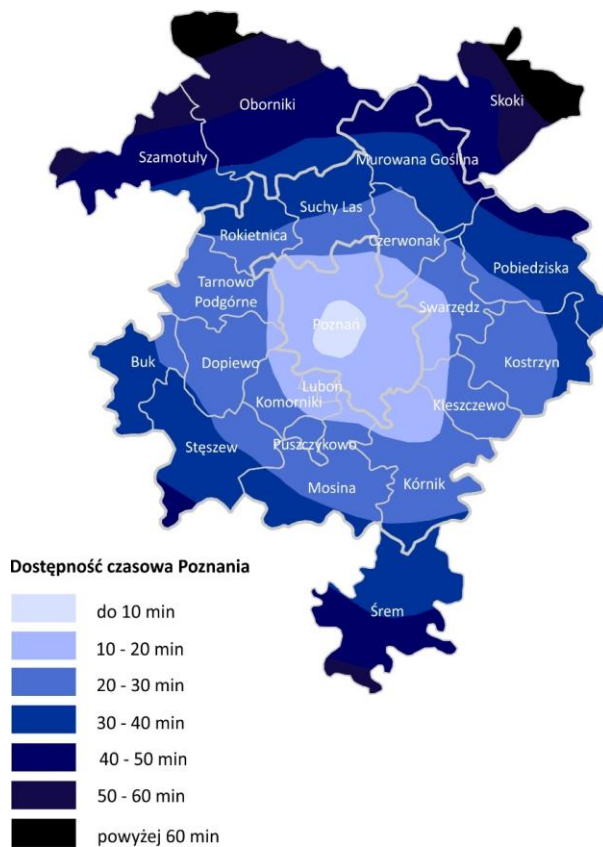 Skoki
Oborniki
Szamotuły
Murowana Goślina
Suchy Las
Rokietnica
Czerwonak
Pobiedziska
Tarnowo
Podgórne
Swarzędz
Poznań
Buk
Dopiewo
Kostrzyn
Luboń
Komorniki
Kleszczewo
Puszczykowo
Stęszew
Mosina
Kórnik
Śrem
Dostępność czasowa Poznania
do 10 min
10 - 20 min
20 - 30 min
30 - 40 min
40 - 50 min
50 - 60 min
powyżej 60 min